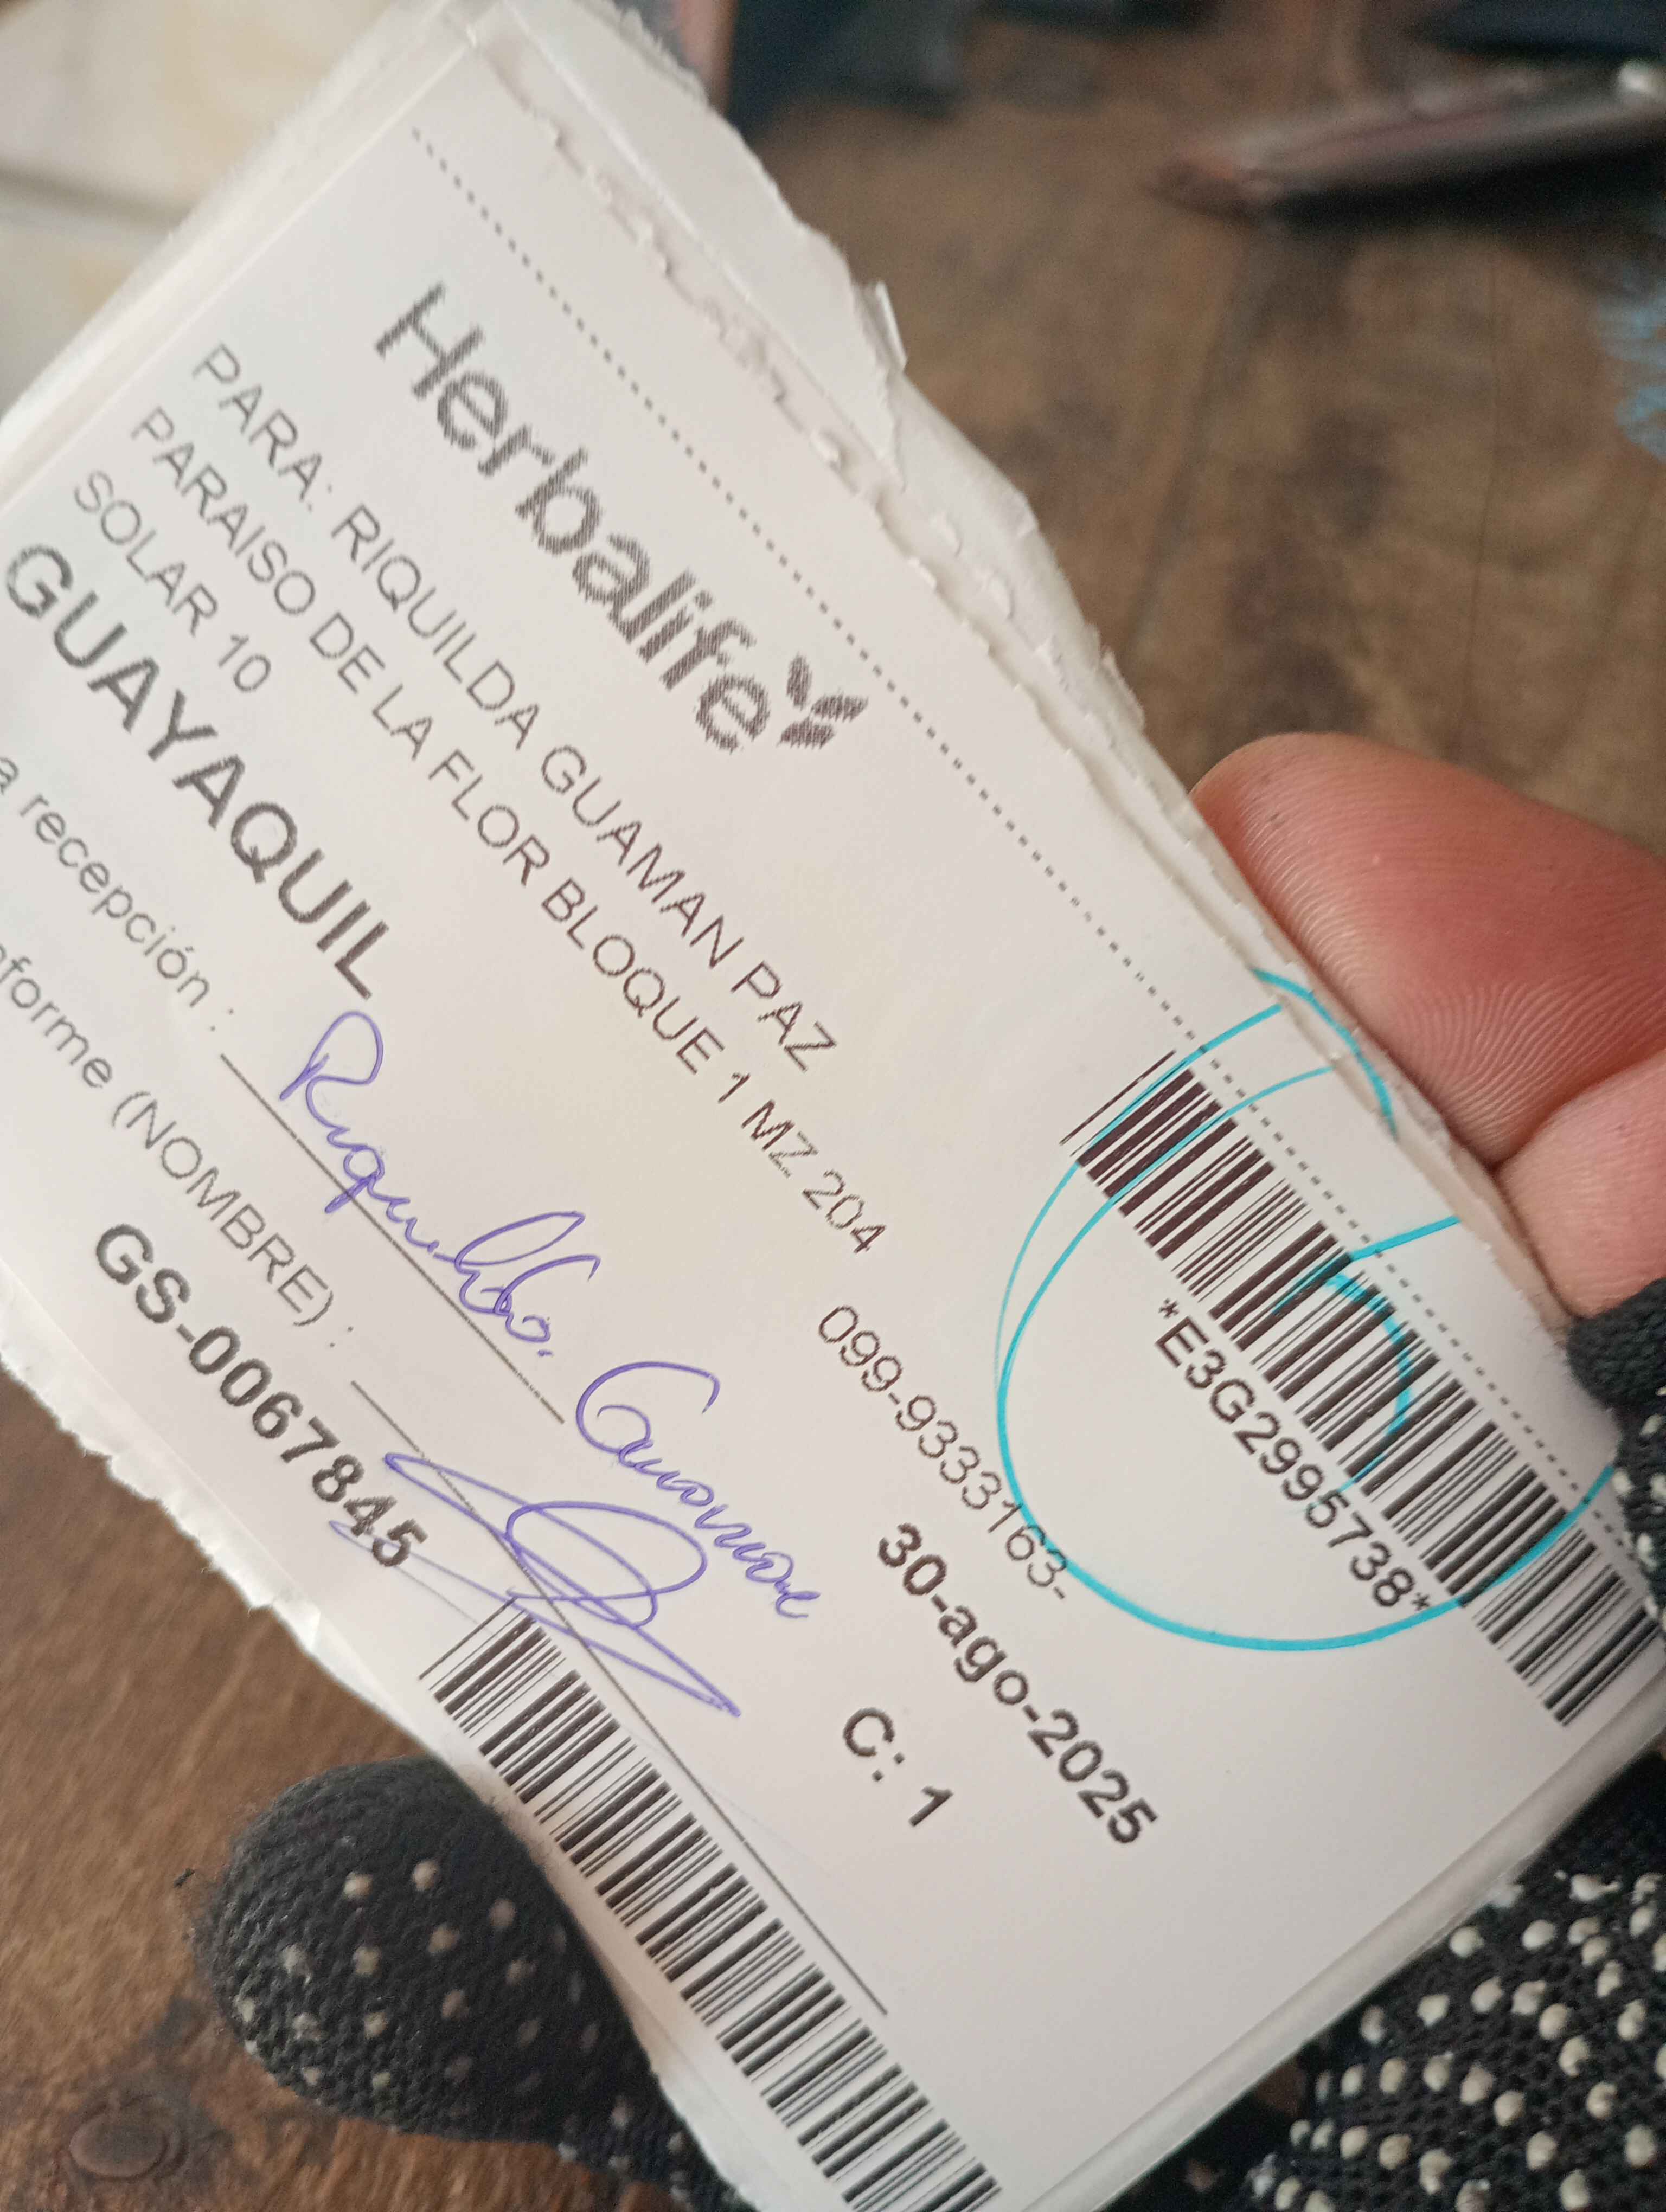 Herbalife
*E3G2995738*
PARA: RIQUILDA GUAMAN PAZ
PARAISO DE LA FLOR BLOQUE 1 MZ 204
SOLAR 10
099-9333163-
GUAYAQUIL
30-ago-2025
a recepción :
C: 1
nforme (NOMBRE) :
GS-0067845